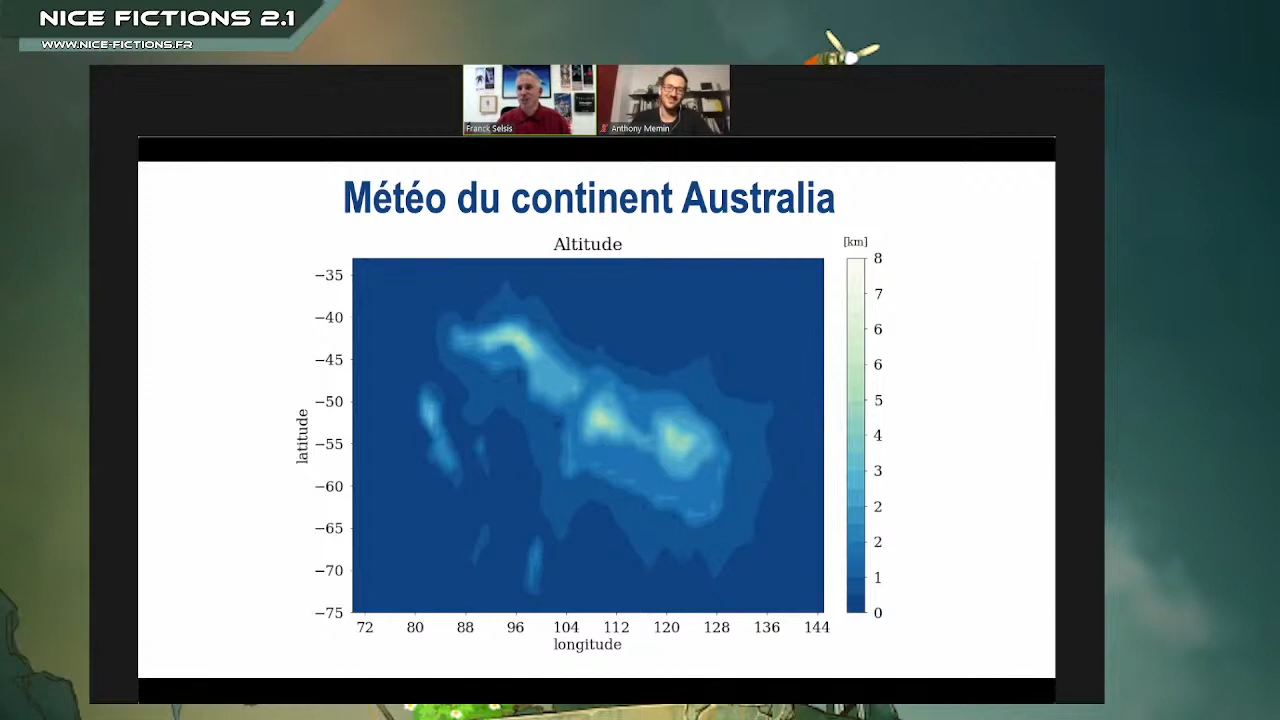 NICE FICTIONS 2.1
WWW.NICE-FICTIONS.FR
Franck Selsis
Anthony Memin
Météo du continent Australia
Altitude
[km]
8
7
6
6
5
4
3
2
2
1
0
latitude
−35
−40
−45
−50
−55
−60
−65
−70
−75
72 80 88 96 104 112 120 128 136 144
longitude